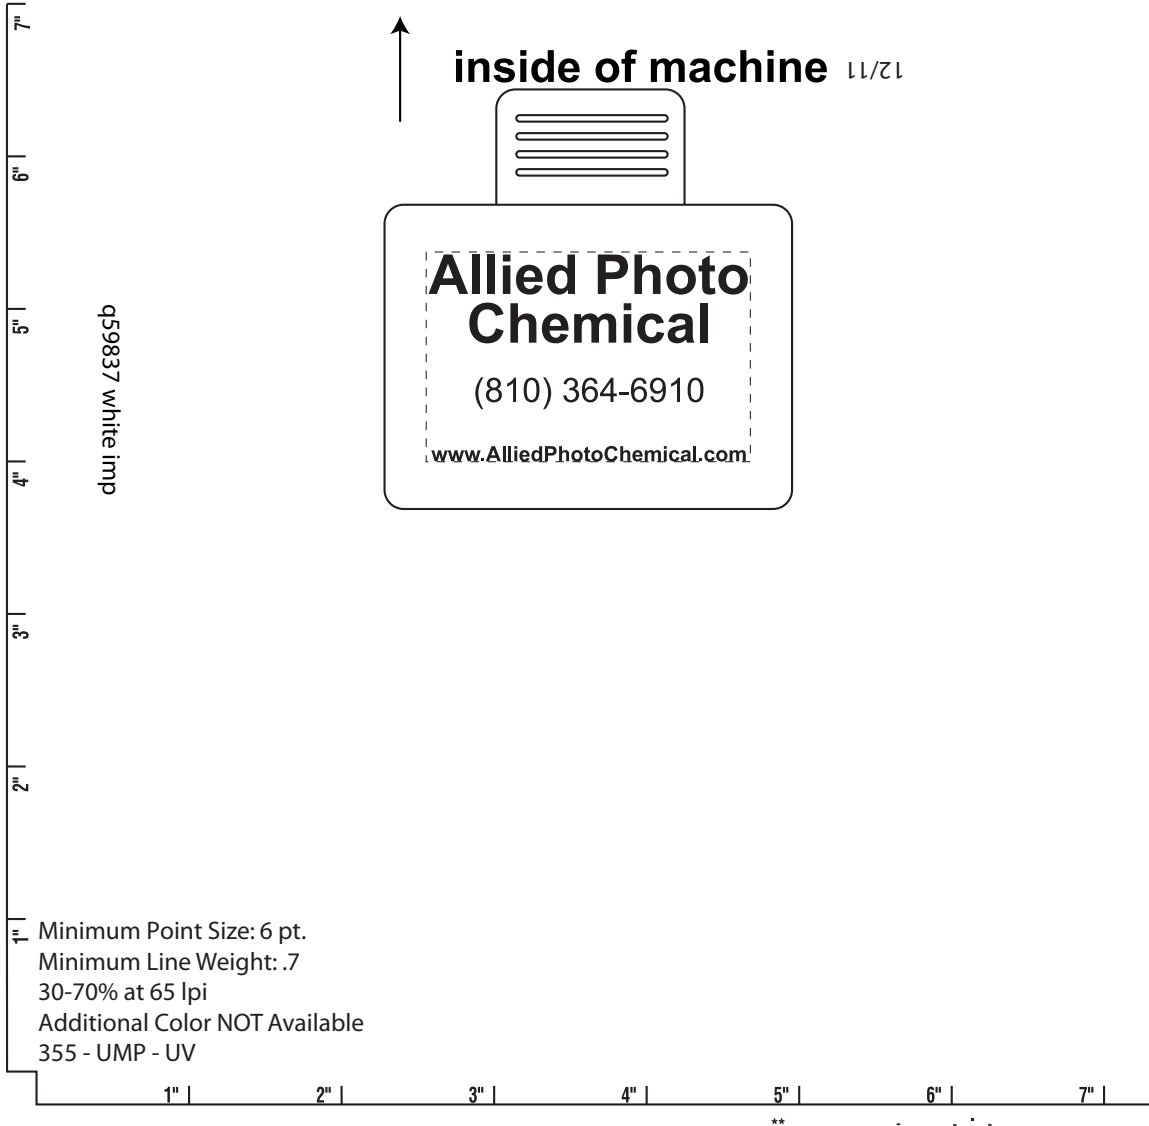 7"
inside of machine 12/11
6"
Allied Photo
Chemical
5"
(810) 364-6910
q59837 white imp
www.AlliedPhotoChemical.com
4"
3"
2"
1"
Minimum Point Size: 6 pt.
Minimum Line Weight: .7
30-70% at 65 lpi
Additional Color NOT Available
355 - UMP - UV
1" 2" 3" 4" 5" 6" 7"
**